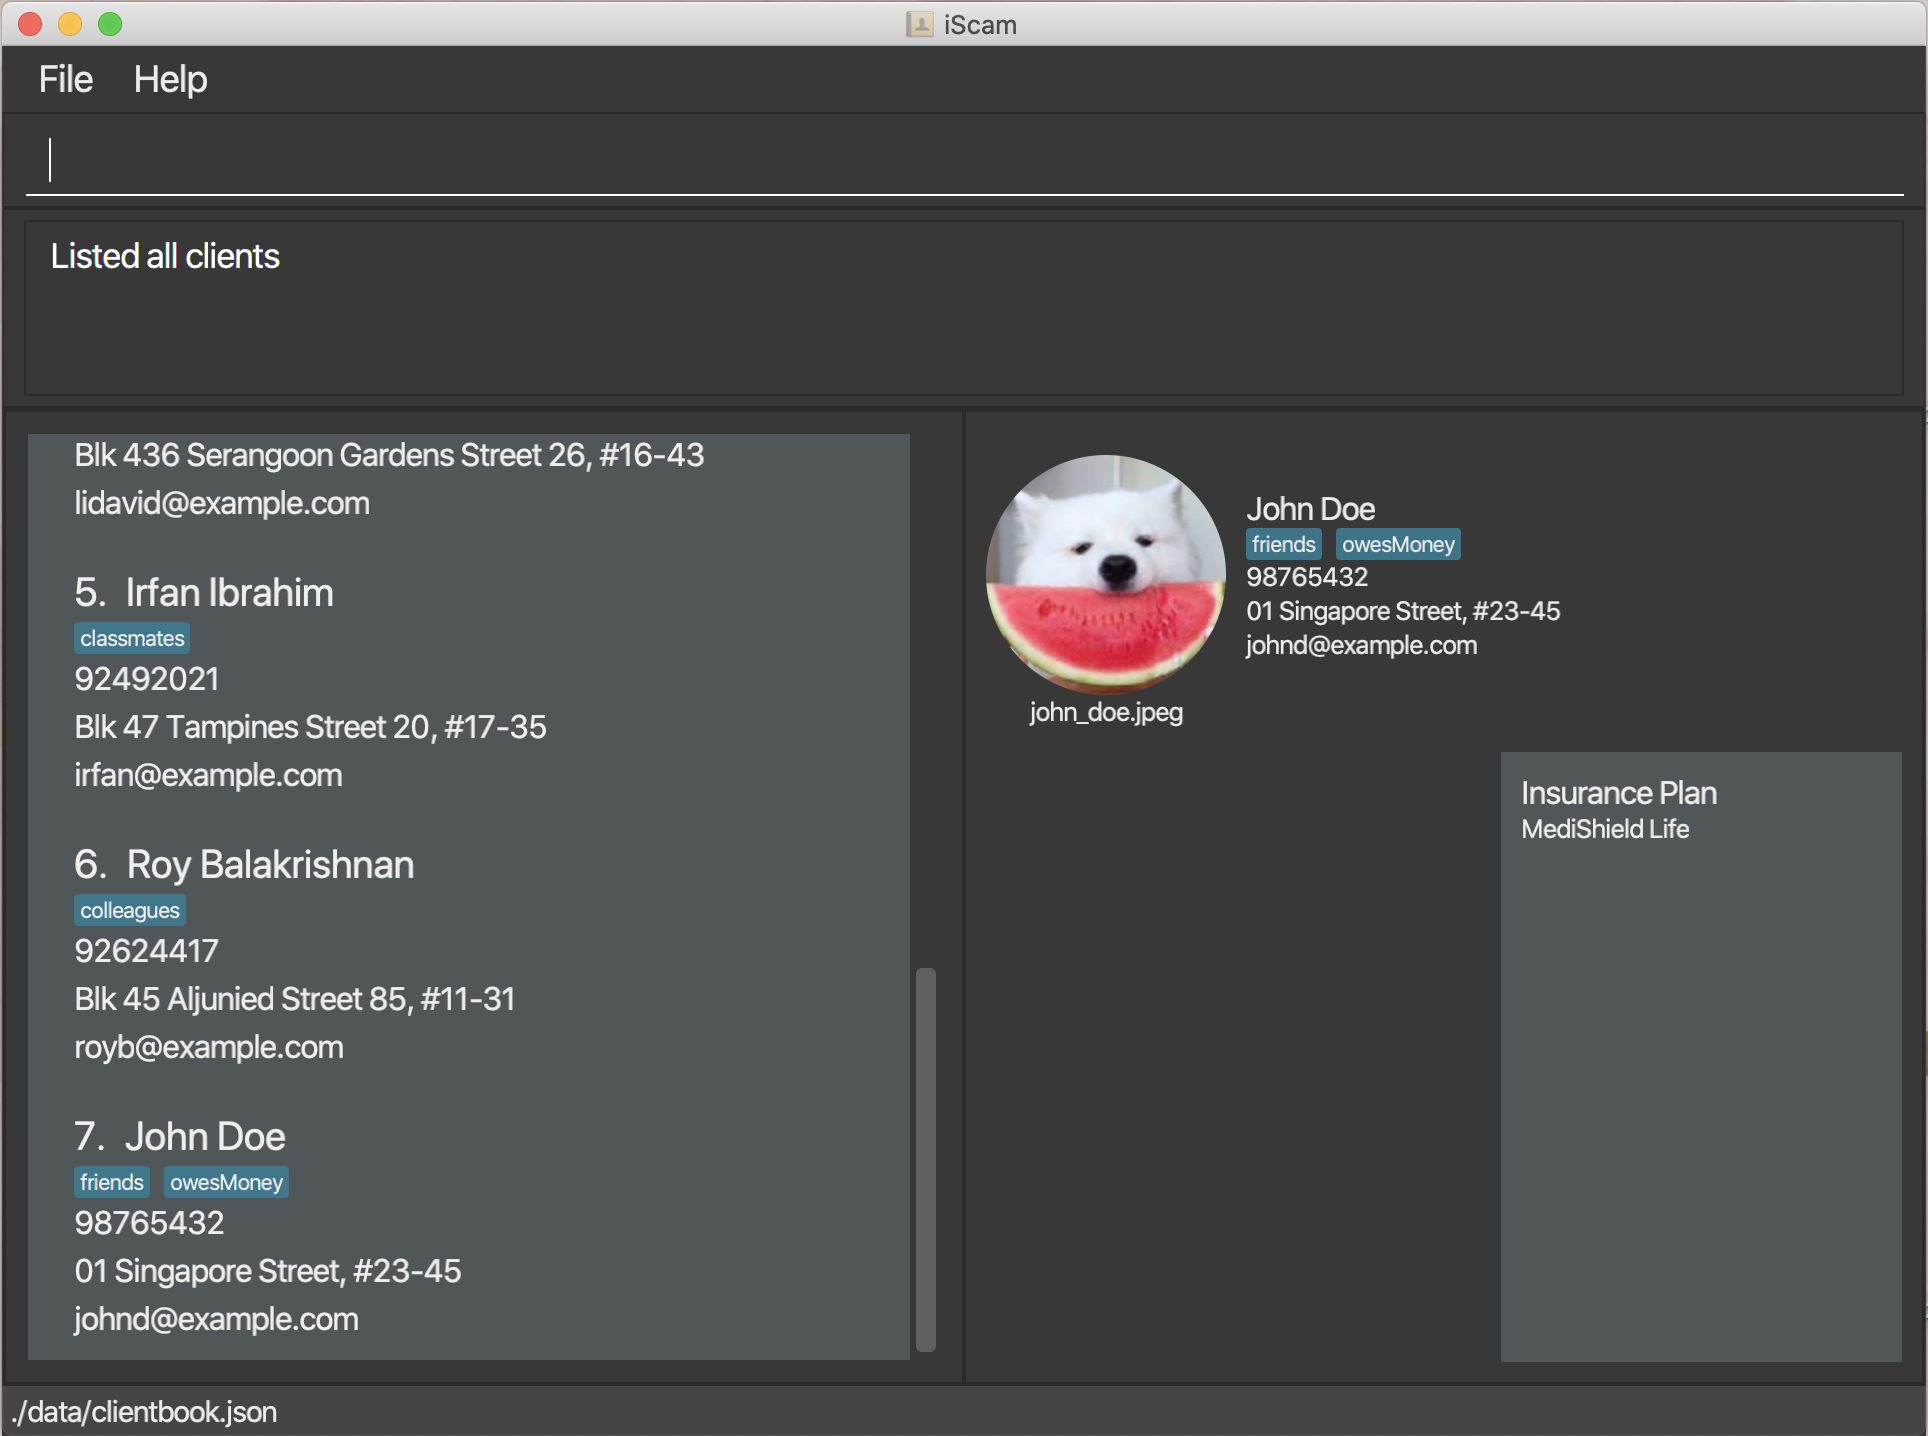 iScam
File Help
Listed all clients
Blk 436 Serangoon Gardens Street 26, #16-43
lidavid@example.com
5. Irfan Ibrahim
classmates
92492021
Blk 47 Tampines Street 20, #17-35
irfan@example.com
6. Roy Balakrishnan
colleagues
92624417
Blk 45 Aljunied Street 85, #11-31
royb@example.com
7. John Doe
friends owesMoney
98765432
01 Singapore Street, #23-45
johnd@example.com
John Doe
friends owesMoney
98765432
01 Singapore Street, #23-45
johnd@example.com
john_doe.jpeg
Insurance Plan
MediShield Life
./data/clientbook.json